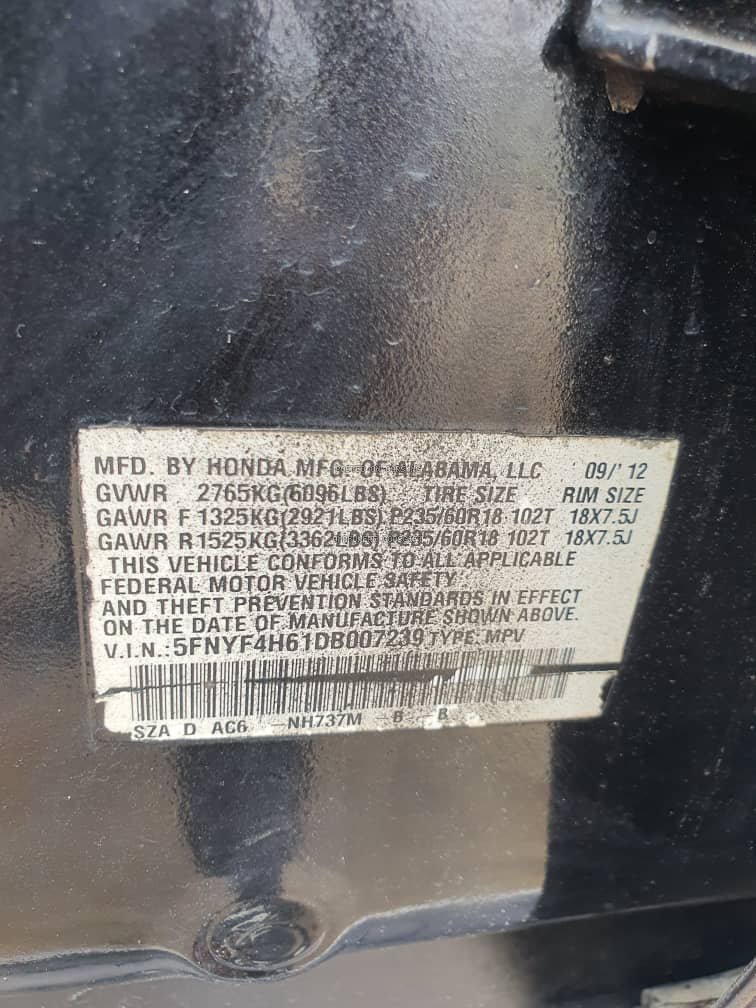 MFD. BY HONDA MFG. OF ALABAMA, LLC 09/'12
GVWR 2765KG(6096LBS) TIRE SIZE RIM SIZE
GAWR F 1325KG(2921LBS) P235/60R18 102T 18X7.5J
GAWR R 1525KG(3362LBS) P235/60R18 102T 18X7.5J
THIS VEHICLE CONFORMS TO ALL APPLICABLE
FEDERAL MOTOR VEHICLE SAFETY
AND THEFT PREVENTION STANDARDS IN EFFECT
ON THE DATE OF MANUFACTURE SHOWN ABOVE.
V.I.N.:5FNYF4H61DB007239 TYPE: MPV
SZA D AC6 -NH737M -B -B